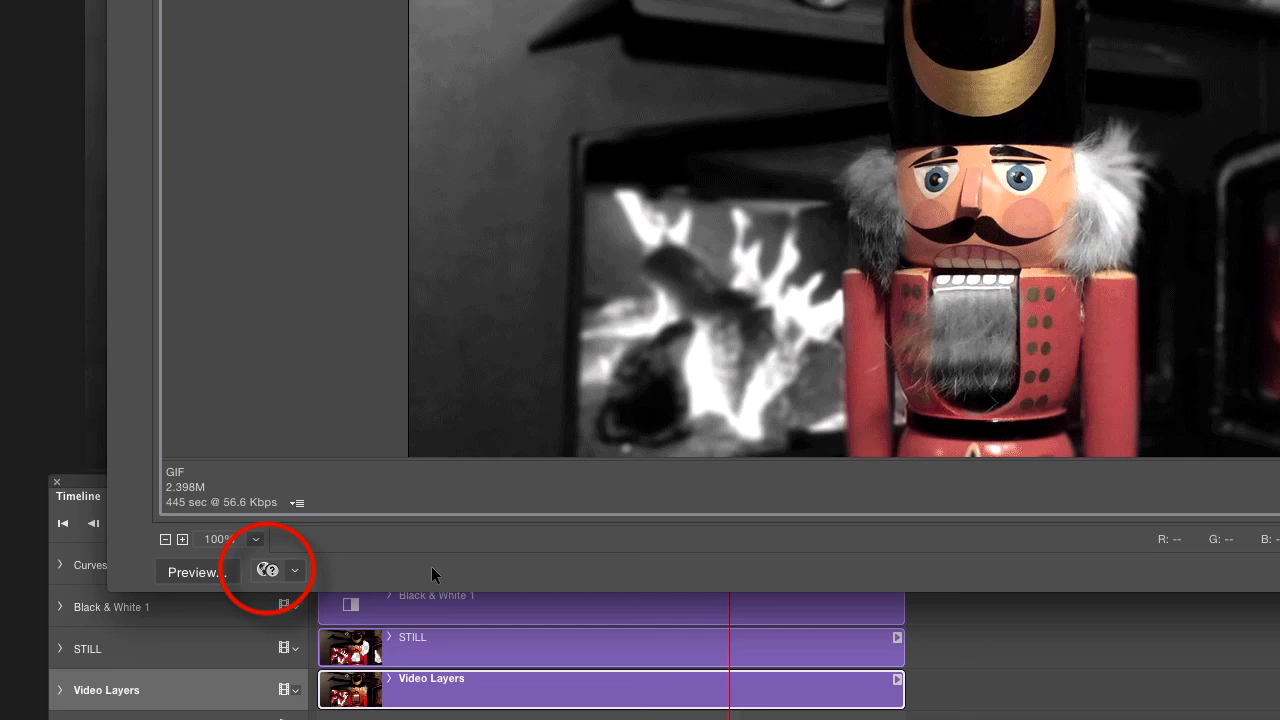 GIF
2.398M
445 sec @ 56.6 Kbps
Timeline
100%
R: --
G: --
B: -
Preview...
?
Curves
Black & White 1
Black & White 1
STILL
STILL
Video Layers
Video Layers